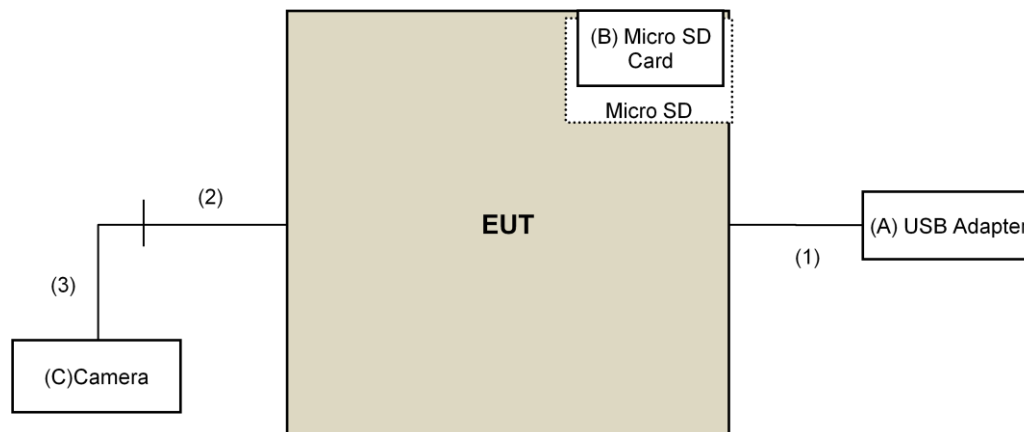 (B) Micro SD
Card
Micro SD
(2)
EUT
(A) USB Adapter
(1)
(3)
(C)Camera